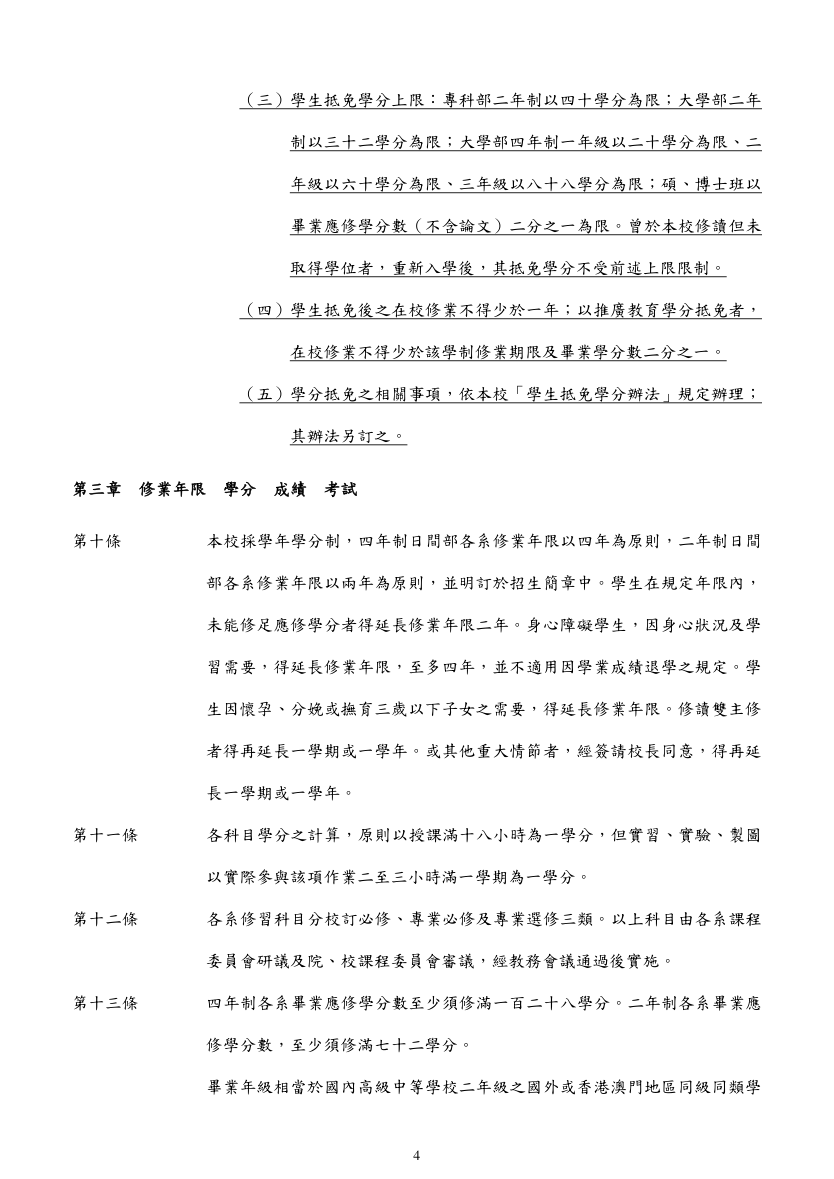 （三）學生抵免學分上限：專科部二年制以四十學分為限；大學部二年
制以三十二學分為限；大學部四年制一年級以二十學分為限、二
年級以六十學分為限、三年級以八十八學分為限；碩、博士班以
畢業應修學分數（不含論文）二分之一為限。曾於本校修讀但未
取得學位者，重新入學後，其抵免學分不受前述上限限制。
（四）學生抵免後之在校修業不得少於一年；以推廣教育學分抵免者，
在校修業不得少於該學制修業期限及畢業學分數二分之一。
（五）學分抵免之相關事項，依本校「學生抵免學分辦法」規定辦理；
其辦法另訂之。
第三章　修業年限　學分　成績　考試
第十條　本校採學年學分制，四年制日間部各系修業年限以四年為原則，二年制日間
部各系修業年限以兩年為原則，並明訂於招生簡章中。學生在規定年限內，
未能修足應修學分者得延長修業年限二年。身心障礙學生，因身心狀況及學
習需要，得延長修業年限，至多四年，並不適用因學業成績退學之規定。學
生因懷孕、分娩或撫育三歲以下子女之需要，得延長修業年限。修讀雙主修
者得再延長一學期或一學年。或其他重大情節者，經簽請校長同意，得再延
長一學期或一學年。
第十一條　各科目學分之計算，原則以授課滿十八小時為一學分，但實習、實驗、製圖
以實際參與該項作業二至三小時滿一學期為一學分。
第十二條　各系修習科目分校訂必修、專業必修及專業選修三類。以上科目由各系課程
委員會研議及院、校課程委員會審議，經教務會議通過後實施。
第十三條　四年制各系畢業應修學分數至少須修滿一百二十八學分。二年制各系畢業應
修學分數，至少須修滿七十二學分。
畢業年級相當於國內高級中等學校二年級之國外或香港澳門地區同級同類學
4